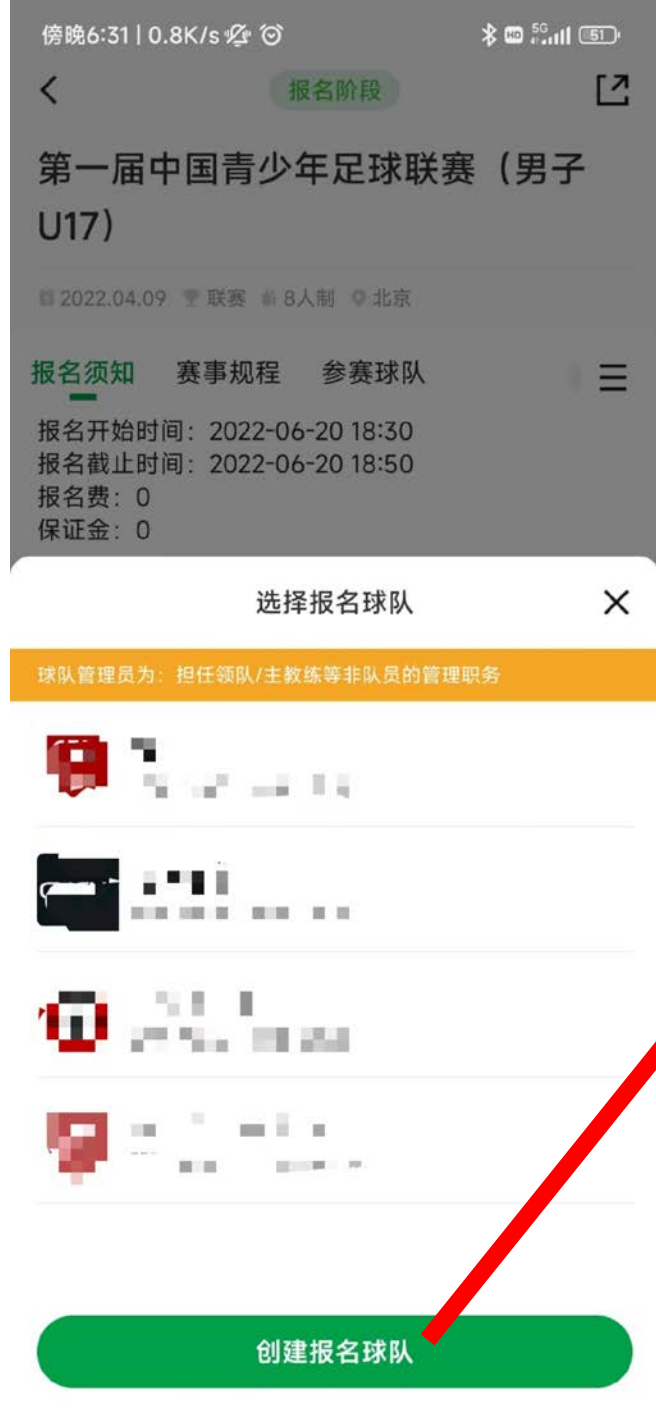 傍晚6:31 | 0.8K/s
HD 5G 51
报名阶段
第一届中国青少年足球联赛（男子
U17）
2022.04.09 联赛 8人制 北京
报名须知 赛事规程 参赛球队
报名开始时间：2022-06-20 18:30
报名截止时间：2022-06-20 18:50
报名费：0
保证金：0
选择报名球队
球队管理员为：担任领队/主教练等非队员的管理职务
创建报名球队